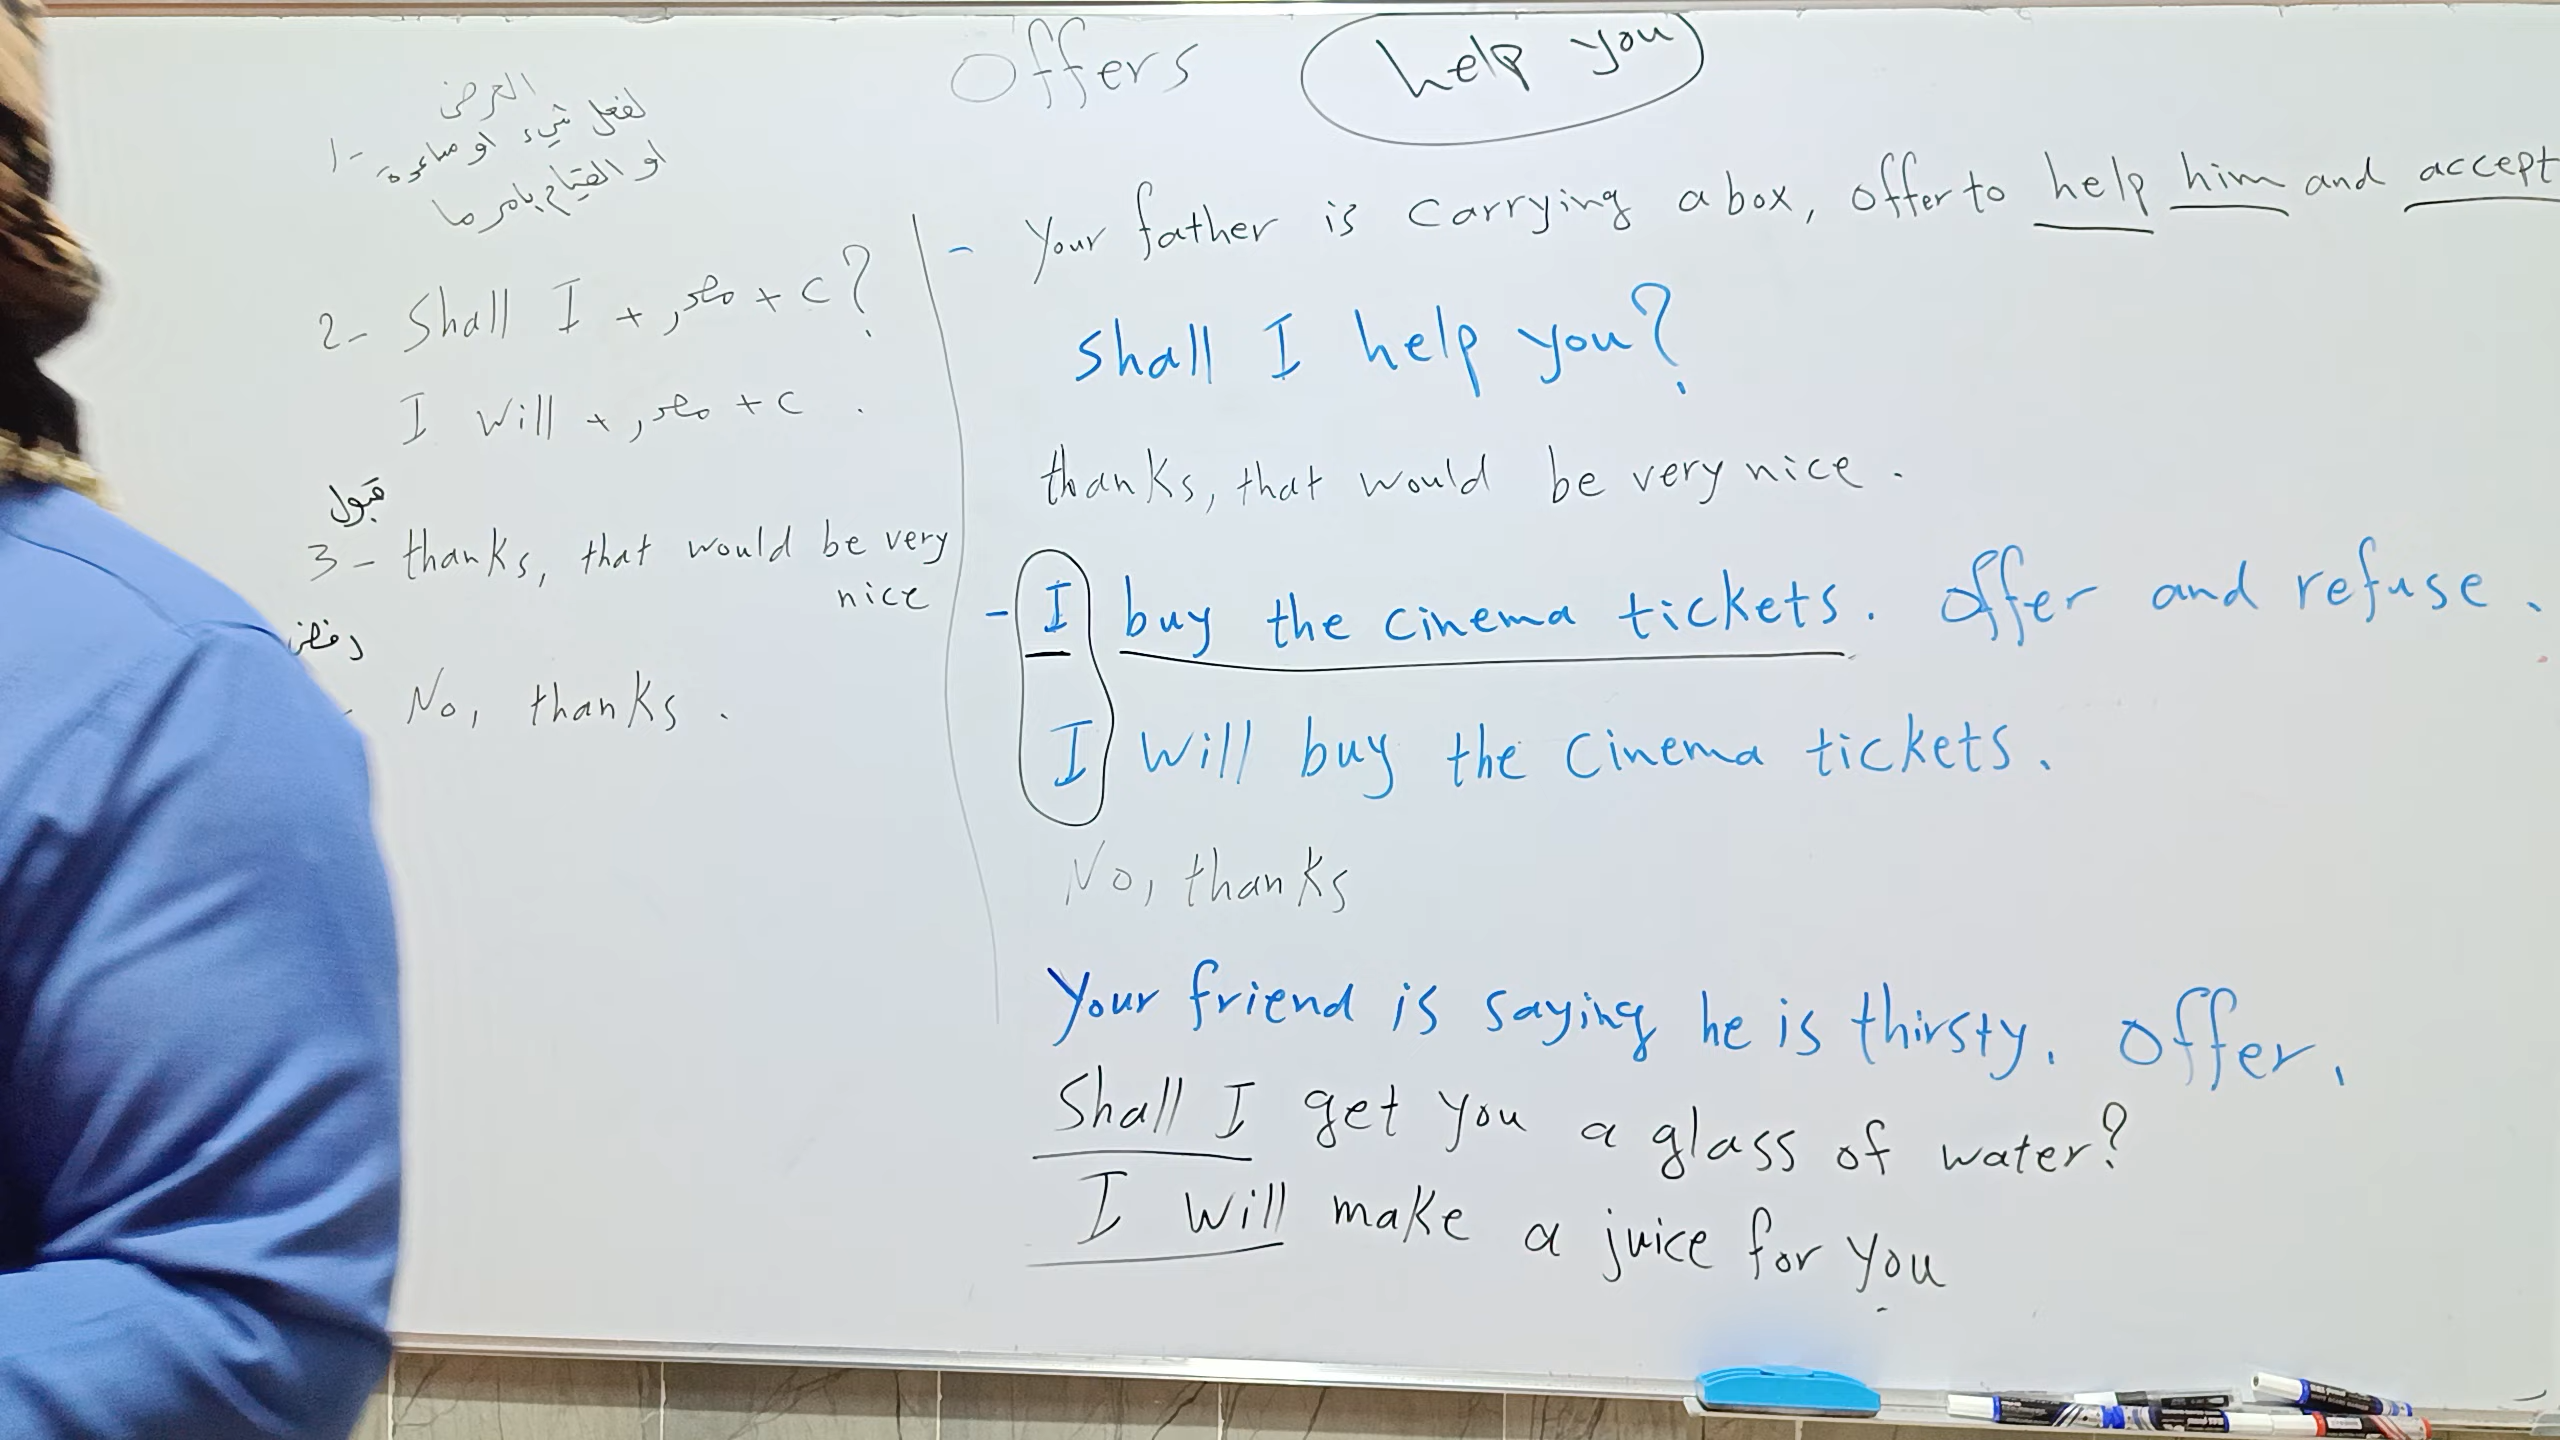 Offers
help you
العرض
1- لفعل شيء او مساعدة
او القيام بامر ما
2- Shall I + مصدر + c ?
I will + مصدر + c .
قبول
3- thanks, that would be very
nice
رفض
- No, thanks .
- Your father is carrying a box, offer to help him and accept
shall I help you?
thanks, that would be very nice .
- I buy the cinema tickets. offer and refuse .
I will buy the cinema tickets .
No, thanks
Your friend is saying he is thirsty. offer.
Shall I get you a glass of water?
I will make a juice for you